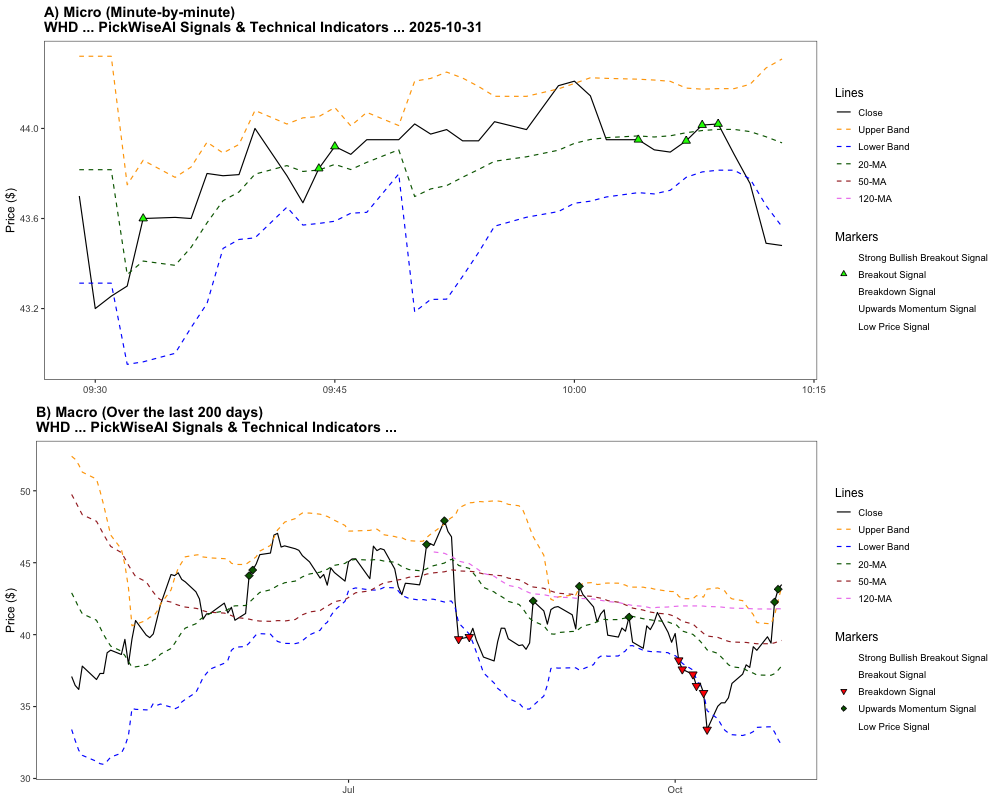 A) Micro (Minute-by-minute)
WHD ... PickWiseAI Signals & Technical Indicators ... 2025-10-31
Price ($)
44.0
43.6
43.2
09:30
09:45
10:00
10:15
Lines
Close
Upper Band
Lower Band
20-MA
50-MA
120-MA
Markers
Strong Bullish Breakout Signal
Breakout Signal
Breakdown Signal
Upwards Momentum Signal
Low Price Signal
B) Macro (Over the last 200 days)
WHD ... PickWiseAI Signals & Technical Indicators ...
Price ($)
50
45
40
35
30
Jul
Oct
Lines
Close
Upper Band
Lower Band
20-MA
50-MA
120-MA
Markers
Strong Bullish Breakout Signal
Breakout Signal
Breakdown Signal
Upwards Momentum Signal
Low Price Signal